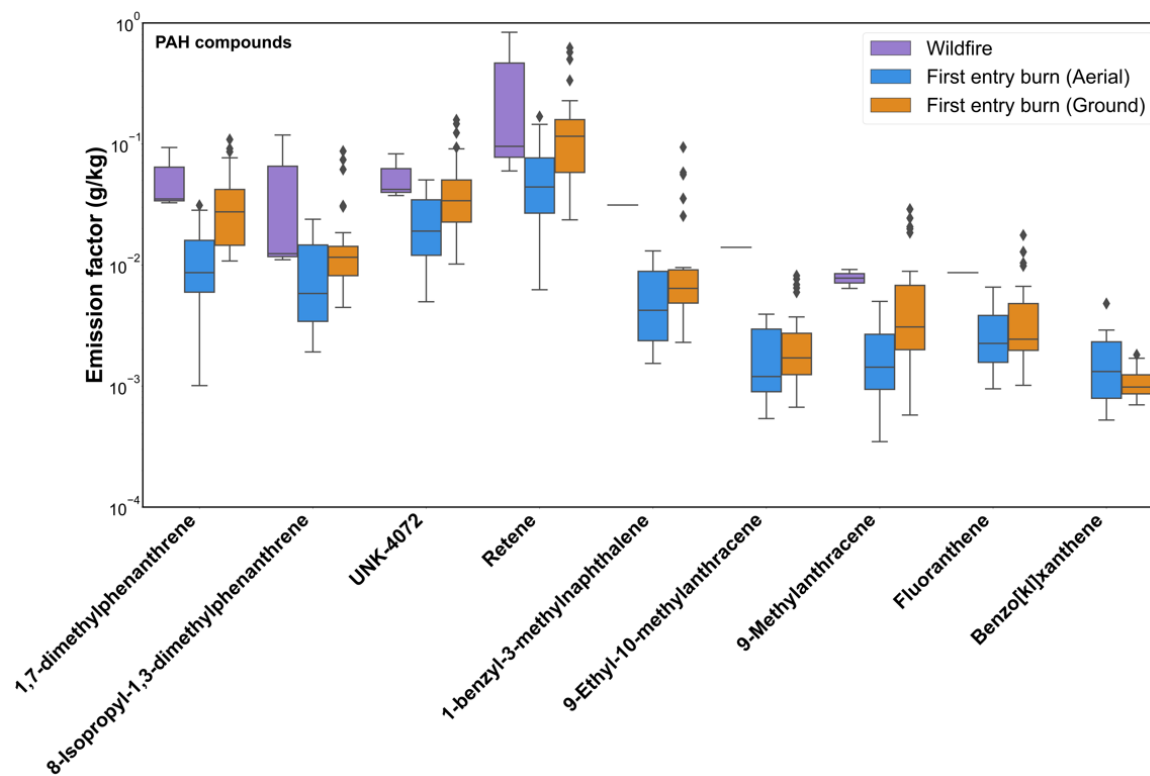 PAH compounds
Wildfire
First entry burn (Aerial)
First entry burn (Ground)
Emission factor (g/kg)
10⁰
10⁻¹
10⁻²
10⁻³
10⁻⁴
1,7-dimethylphenanthrene
8-Isopropyl-1,3-dimethylphenanthrene
UNK-4072
Retene
1-benzyl-3-methylnaphthalene
9-Ethyl-10-methylanthracene
9-Methylanthracene
Fluoranthene
Benzo[kl]xanthene